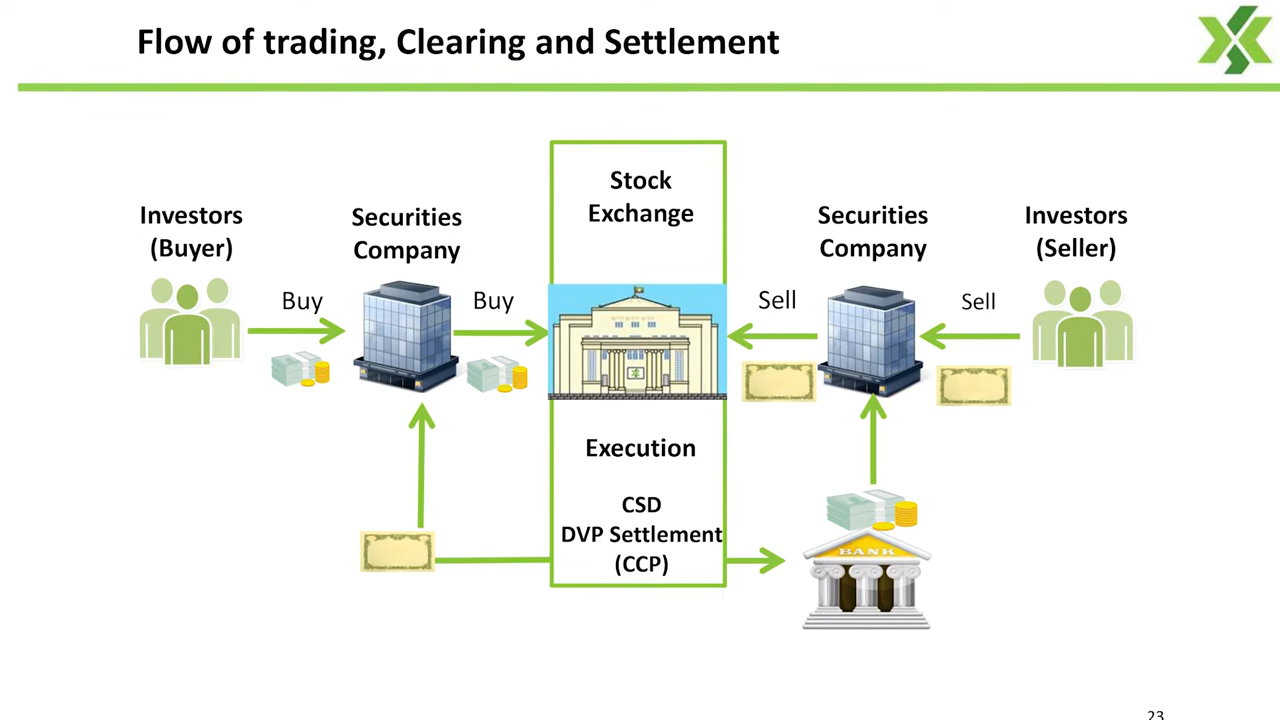 Flow of trading, Clearing and Settlement
Investors
(Buyer)
Securities
Company
Stock
Exchange
Securities
Company
Investors
(Seller)
Buy
Buy
Sell
Sell
Execution
CSD
DVP Settlement
(CCP)
BANK
23